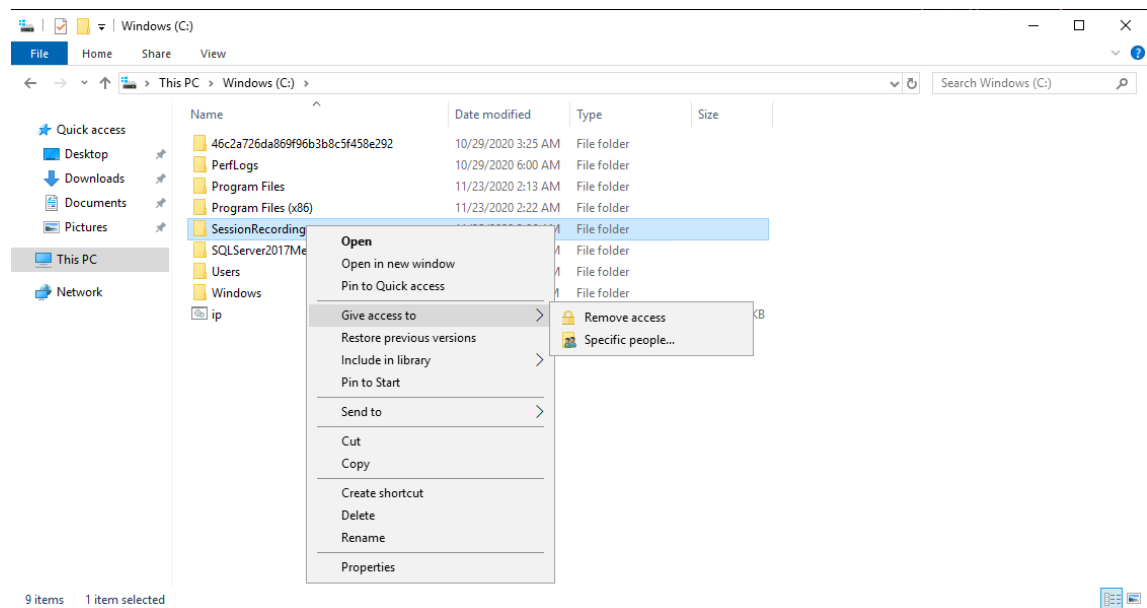 Windows (C:)
File Home Share View
This PC Windows (C:) Search Windows (C:)
Name Date modified Type Size
Quick access
Desktop
Downloads
Documents
Pictures
This PC
Network
46c2a726da869f96b3b8c5f458e292 10/29/2020 3:25 AM File folder
PerfLogs 10/29/2020 6:00 AM File folder
Program Files 11/23/2020 2:13 AM File folder
Program Files (x86) 11/23/2020 2:22 AM File folder
SessionRecording File folder
SQLServer2017Me File folder
Users File folder
Windows File folder
ip KB
Open
Open in new window
Pin to Quick access
Give access to
Restore previous versions
Include in library
Pin to Start
Send to
Cut
Copy
Create shortcut
Delete
Rename
Properties
Remove access
Specific people...
9 items 1 item selected